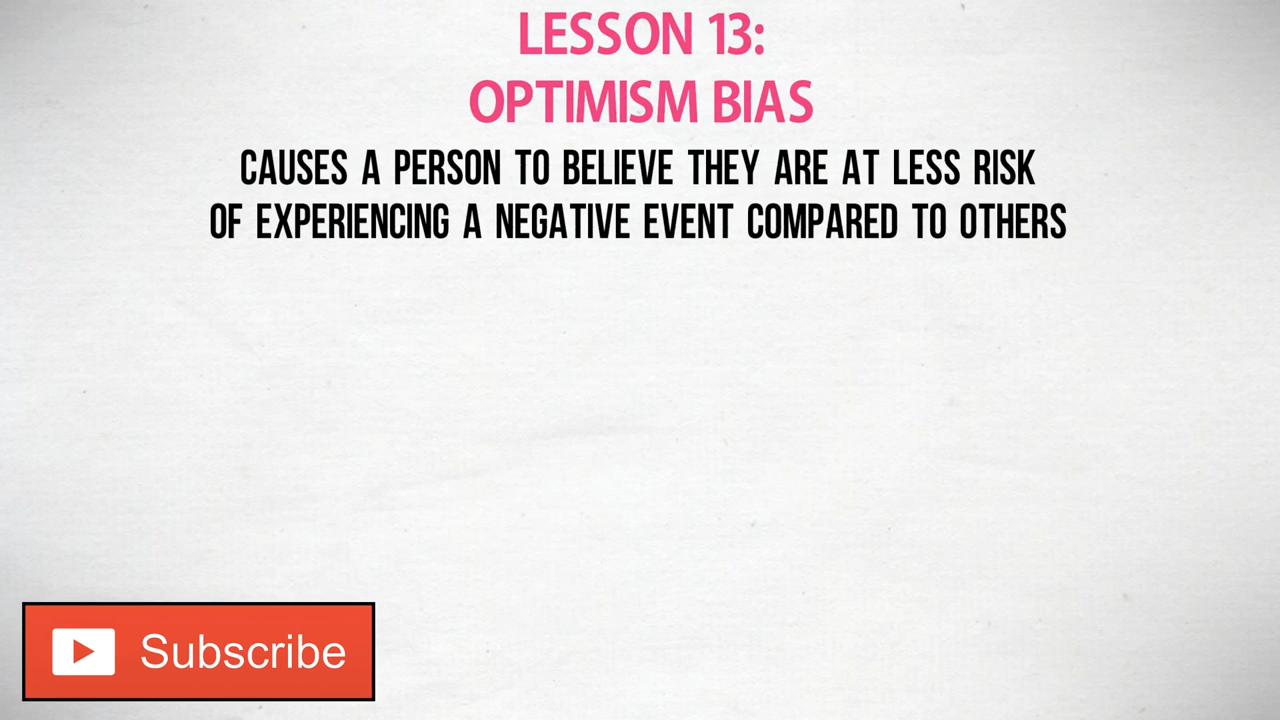 LESSON 13:
OPTIMISM BIAS
CAUSES A PERSON TO BELIEVE THEY ARE AT LESS RISK
OF EXPERIENCING A NEGATIVE EVENT COMPARED TO OTHERS
Subscribe